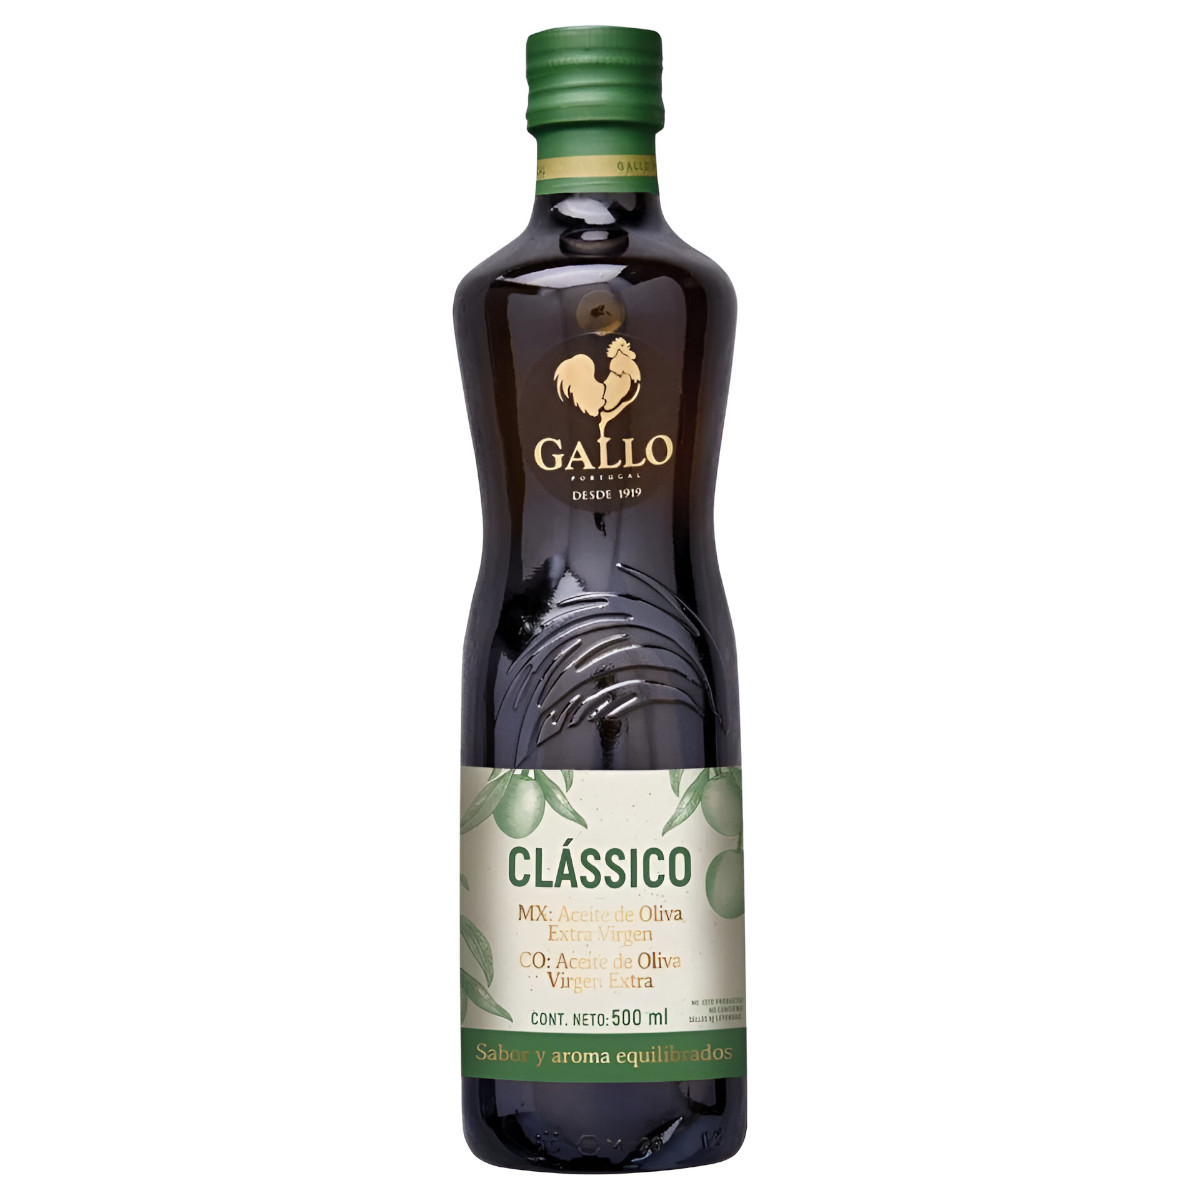 GALLO
GALLO
PORTUGAL
DESDE 1919
CLÁSSICO
MX: Aceite de Oliva
Extra Virgen
CO: Aceite de Oliva
Virgen Extra
CONT. NETO: 500 ml
Sabor y aroma equilibrados